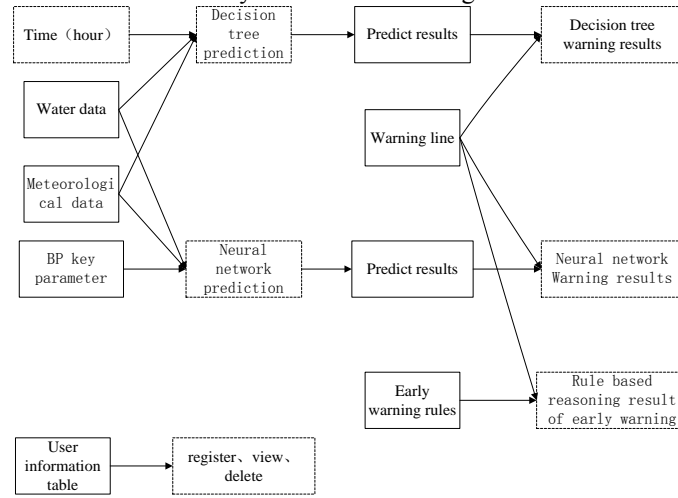 Time（hour）
Decision
tree
prediction
Predict results
Decision tree
warning results
Water data
Warning line
Meteorologi
cal data
BP key
parameter
Neural
network
prediction
Predict results
Neural network
Warning results
Early
warning rules
Rule based
reasoning result
of early warning
User
information
table
register、view、
delete